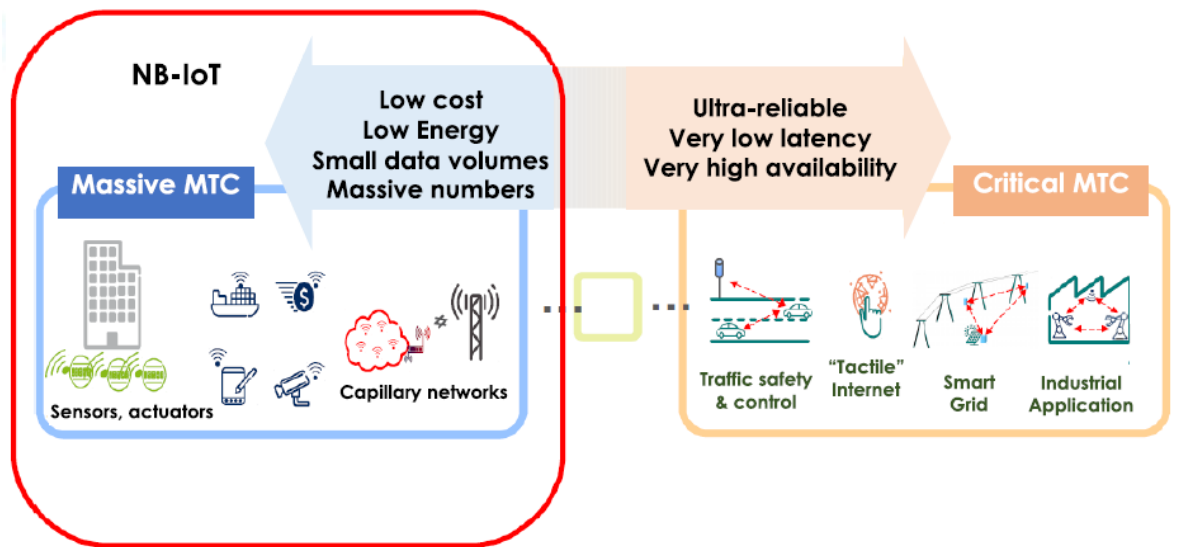 NB-IoT
Low cost
Low Energy
Small data volumes
Massive numbers
Ultra-reliable
Very low latency
Very high availability
Massive MTC
Critical MTC
Sensors, actuators
Capillary networks
Traffic safety
& control
“Tactile”
Internet
Smart
Grid
Industrial
Application